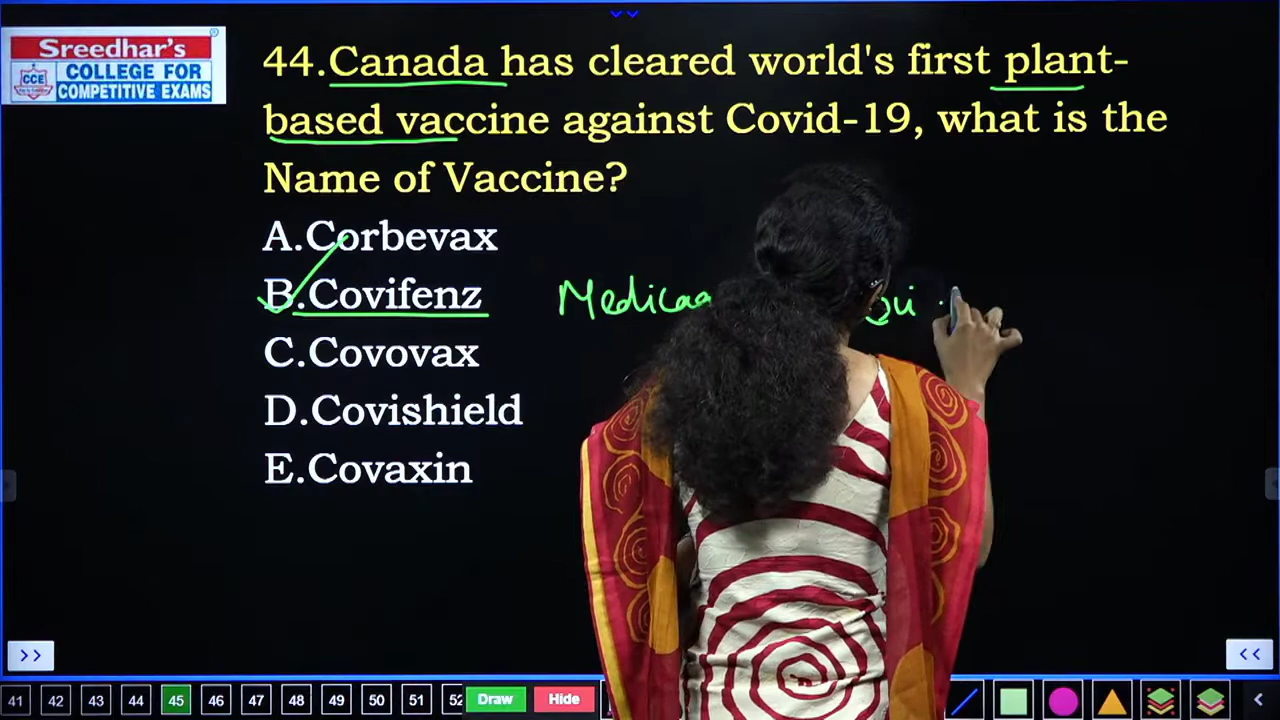 Sreedhar's
CCE
COLLEGE FOR
COMPETITIVE EXAMS
44.Canada has cleared world's first plant-
based vaccine against Covid-19, what is the
Name of Vaccine?
A.Corbevax
B.Covifenz
C.Covovax
D.Covishield
E.Covaxin
>>
<<
41 42 43 44 45 46 47 48 49 50 51 52 Draw Hide